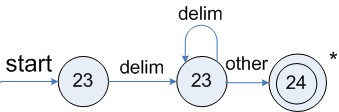 delim
start
delim
other
*
23
23
24